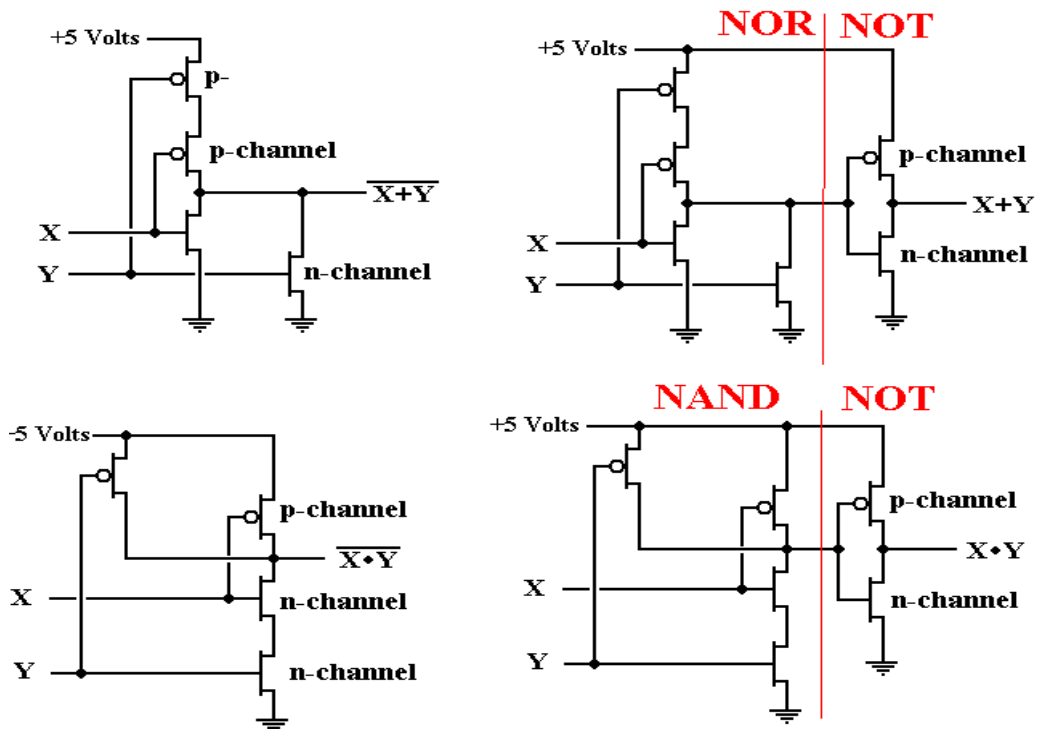 +5 Volts
p-
p-channel
X+Y
X
Y
n-channel
NOR NOT
+5 Volts
p-channel
X+Y
X
n-channel
Y
-5 Volts
p-channel
X•Y
X
n-channel
Y
n-channel
NAND NOT
+5 Volts
p-channel
X•Y
X
n-channel
Y